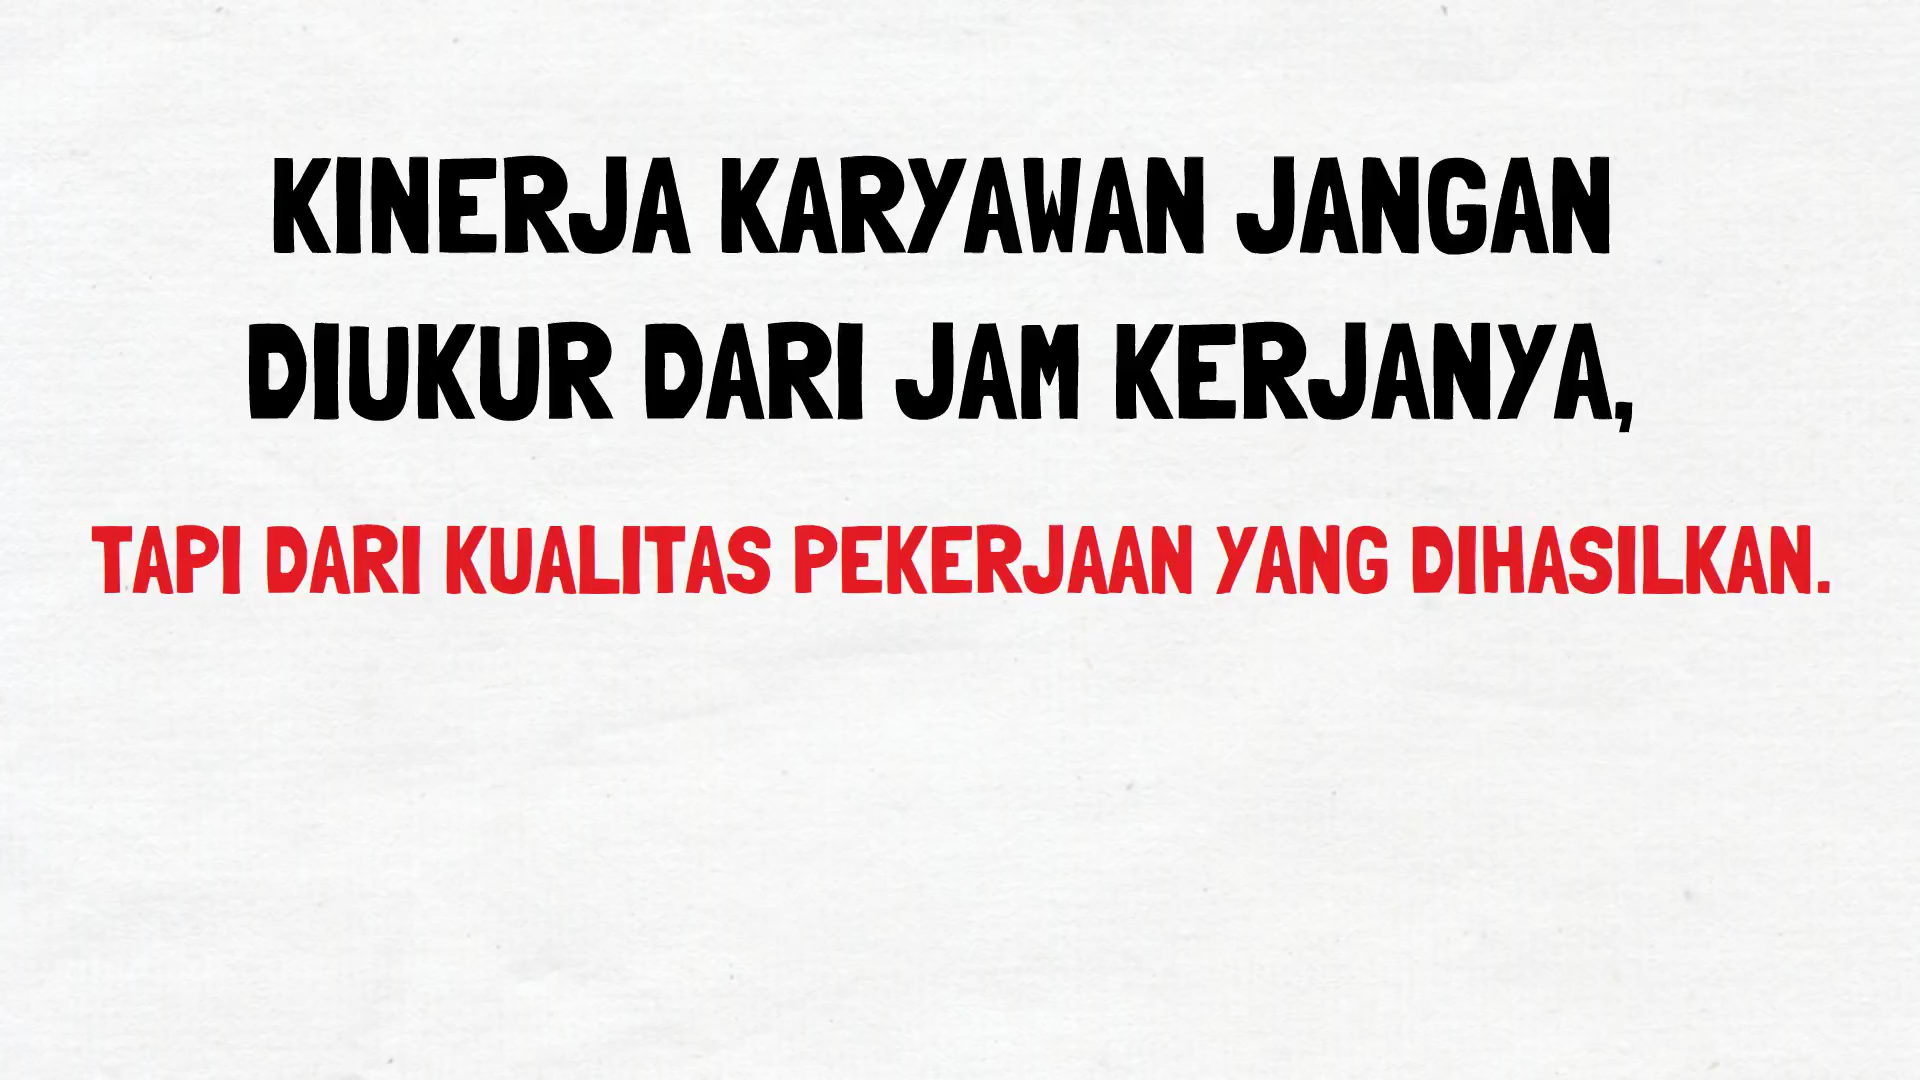 KINERJA KARYAWAN JANGAN
DIUKUR DARI JAM KERJANYA,
TAPI DARI KUALITAS PEKERJAAN YANG DIHASILKAN.